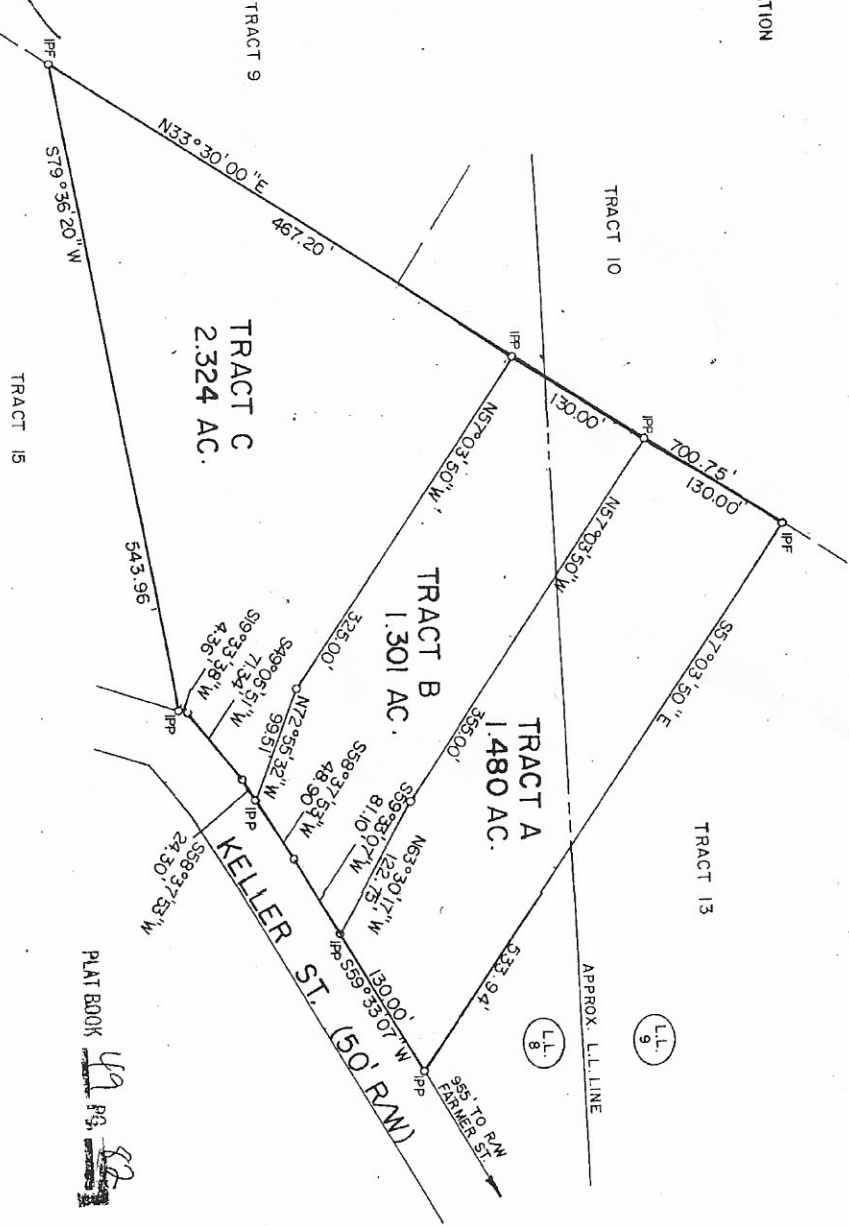 TION
TRACT 9
TRACT 10
TRACT 13
TRACT 15
IPF
N33°30'00"E
467.20'
S79°36'20"W
543.96'
TRACT C
2.324 AC.
IPP
130.00'
IPP
700.75'
130.00'
IPF
N57°03'50"W
325.00'
N57°03'50"W
355.00'
S57°03'50"E
533.94'
TRACT B
1.301 AC.
TRACT A
1.480 AC.
N72°55'32"W
99.51'
N63°30'17"W
122.75'
S19°33'38"W
4.36'
S49°05'51"W
71.34'
S58°37'53"W
48.90'
S59°33'07"W
81.10'
S58°37'53"W
24.30'
IPP
IPP
IPP
S59°33'07"W
130.00'
IPP
KELLER ST. (50' R/W)
955' TO R/W
FARMER ST.
APPROX. L.L. LINE
L.L.
9
L.L.
8
PLAT BOOK 49 PG. 82